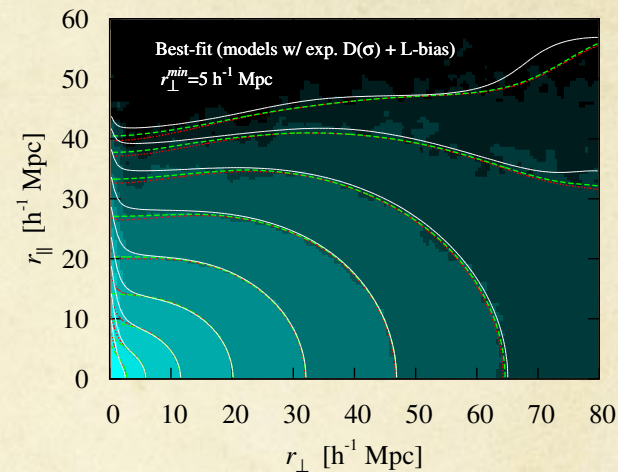 60
Best-fit (models w/ exp. D(σ) + L-bias)
r⊥^min=5 h⁻¹ Mpc
50
40
30
20
10
0
r∥ [h⁻¹ Mpc]
0 10 20 30 40 50 60 70 80
r⊥ [h⁻¹ Mpc]